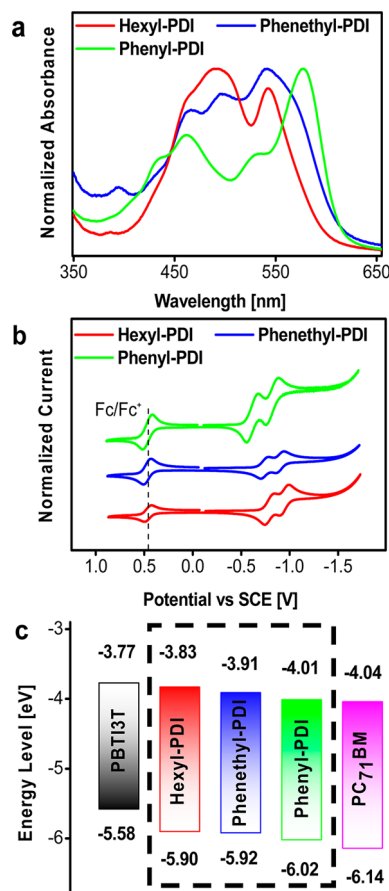 a
Hexyl-PDI Phenethyl-PDI
Phenyl-PDI
Normalized Absorbance
350 450 550 650
Wavelength [nm]
b
Hexyl-PDI Phenethyl-PDI
Phenyl-PDI
Fc/Fc+
Normalized Current
1.0 0.5 0.0 -0.5 -1.0 -1.5
Potential vs SCE [V]
c
Energy Level [eV]
-3
-4
-5
-6
-3.77 -3.83 -3.91 -4.01 -4.04
PBTI3T Hexyl-PDI Phenethyl-PDI Phenyl-PDI PC71BM
-5.58 -5.90 -5.92 -6.02 -6.14